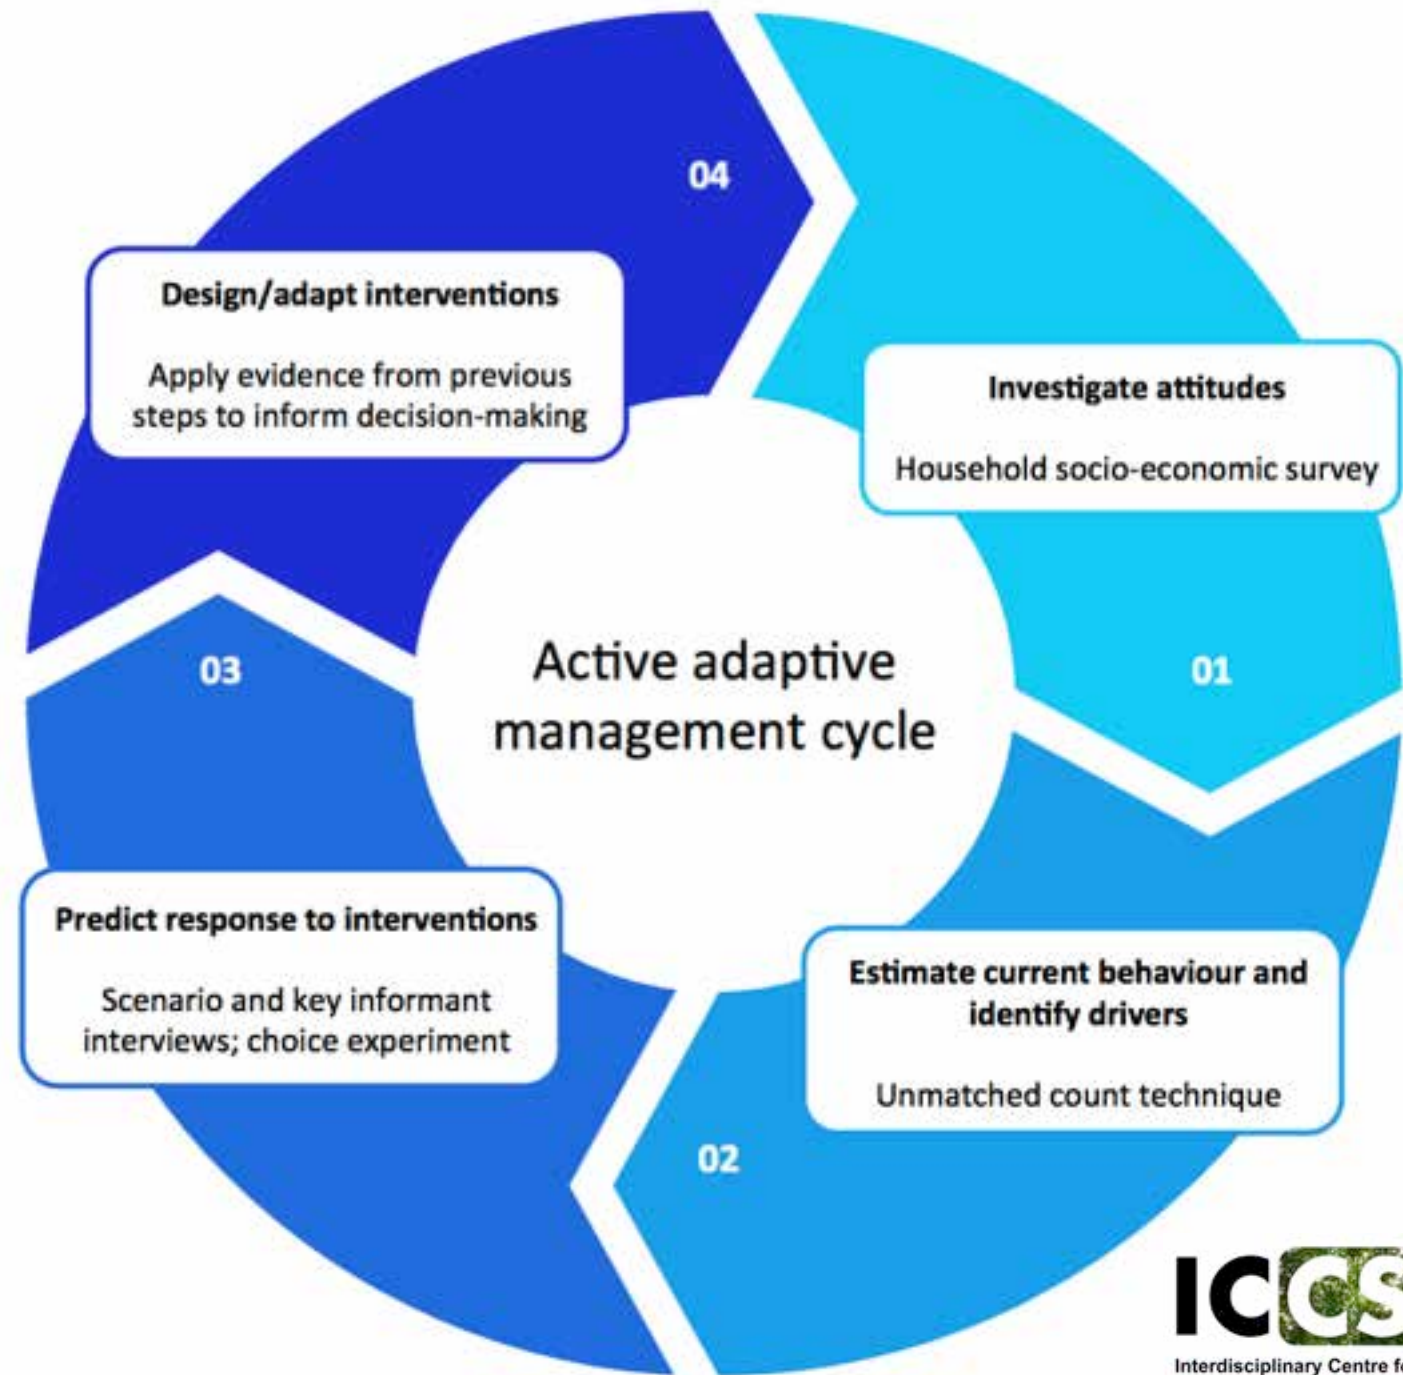 04
Design/adapt interventions
Apply evidence from previous
steps to inform decision-making
Investigate attitudes
Household socio-economic survey
01
03
Active adaptive
management cycle
Predict response to interventions
Scenario and key informant
interviews; choice experiment
Estimate current behaviour and
identify drivers
Unmatched count technique
02
ICCS
Interdisciplinary Centre